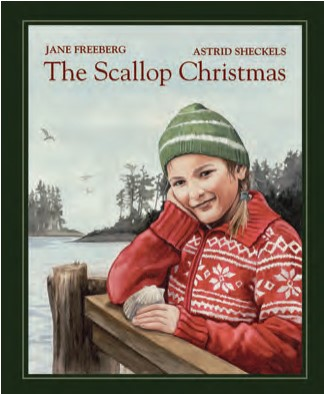 JANE FREEBERG ASTRID SHECKELS
The Scallop Christmas